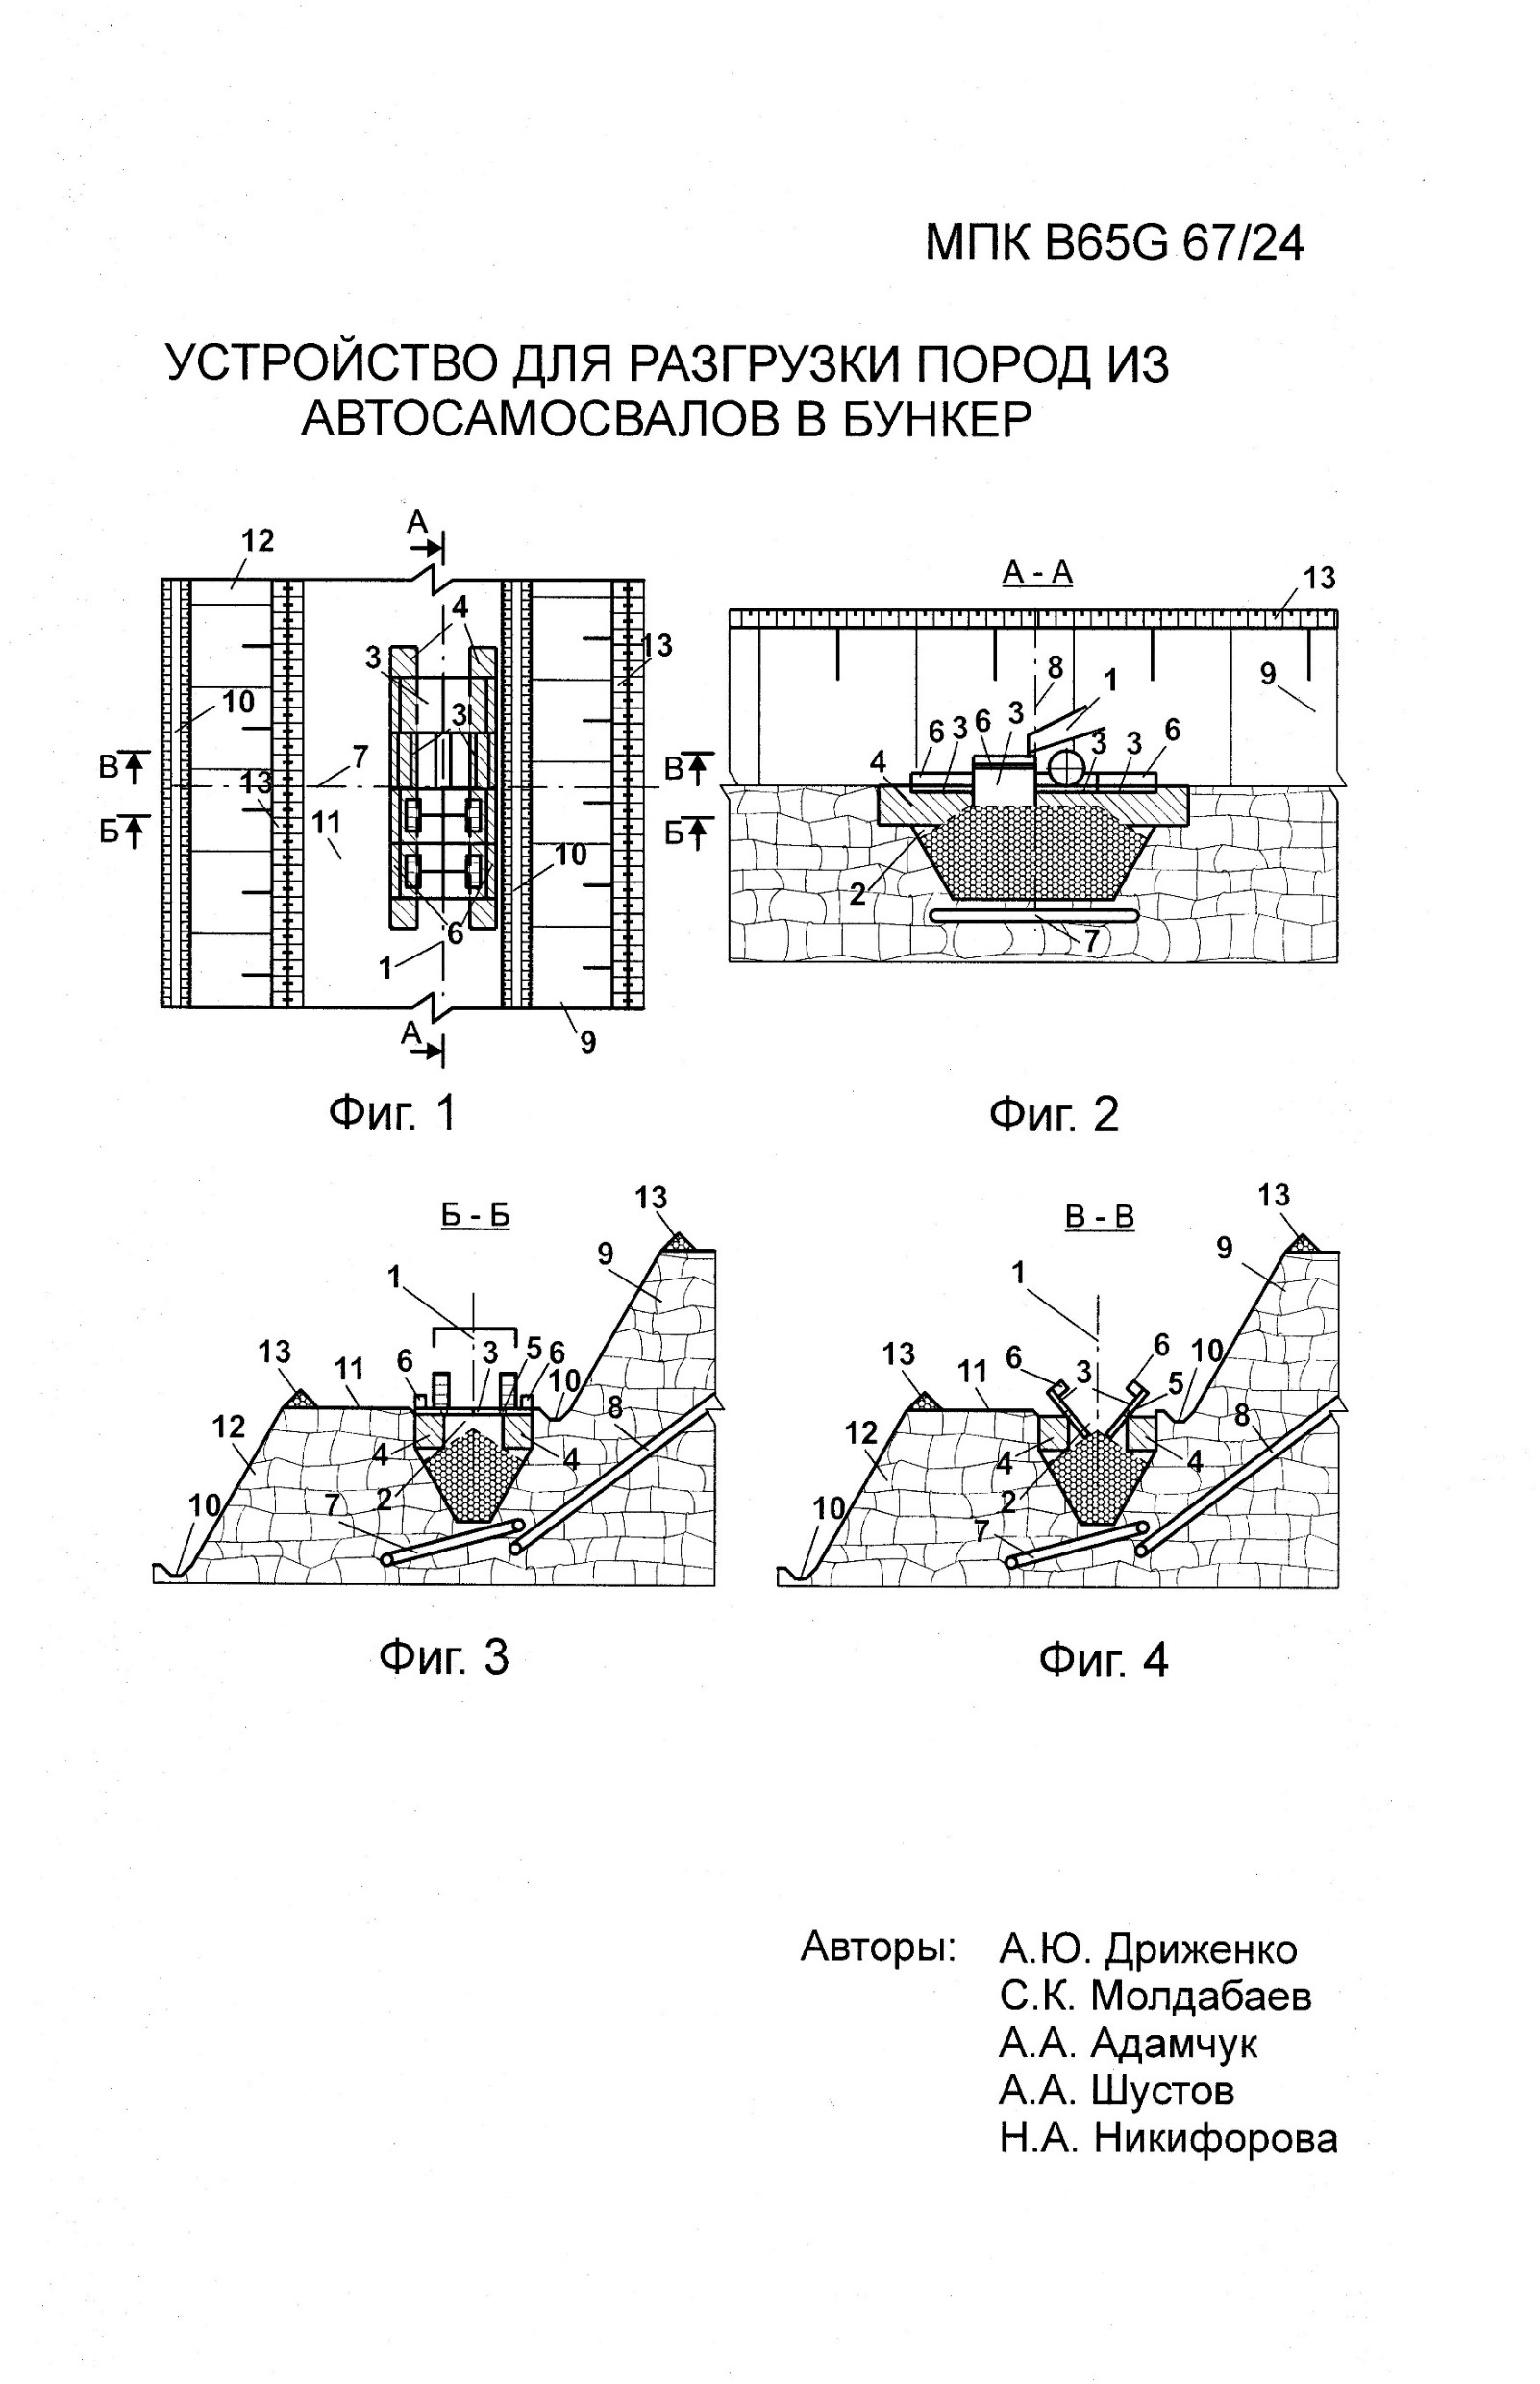 МПК B65G 67/24
УСТРОЙСТВО ДЛЯ РАЗГРУЗКИ ПОРОД ИЗ
АВТОСАМОСВАЛОВ В БУНКЕР
А
12
4
3
13
10
3
В
7
В
13
Б
11
Б
10
6
1
А
9
Фиг. 1
А - А
13
8
1
9
6
3
6
3
3
3
6
4
2
7
Фиг. 2
Б - Б
13
9
1
13
11
6
3
5
6
10
8
12
4
4
2
7
10
Фиг. 3
В - В
13
9
1
13
11
6
3
6
5
10
8
12
4
4
2
7
10
Фиг. 4
Авторы: А.Ю. Дриженко
С.К. Молдабаев
А.А. Адамчук
А.А. Шустов
Н.А. Никифорова